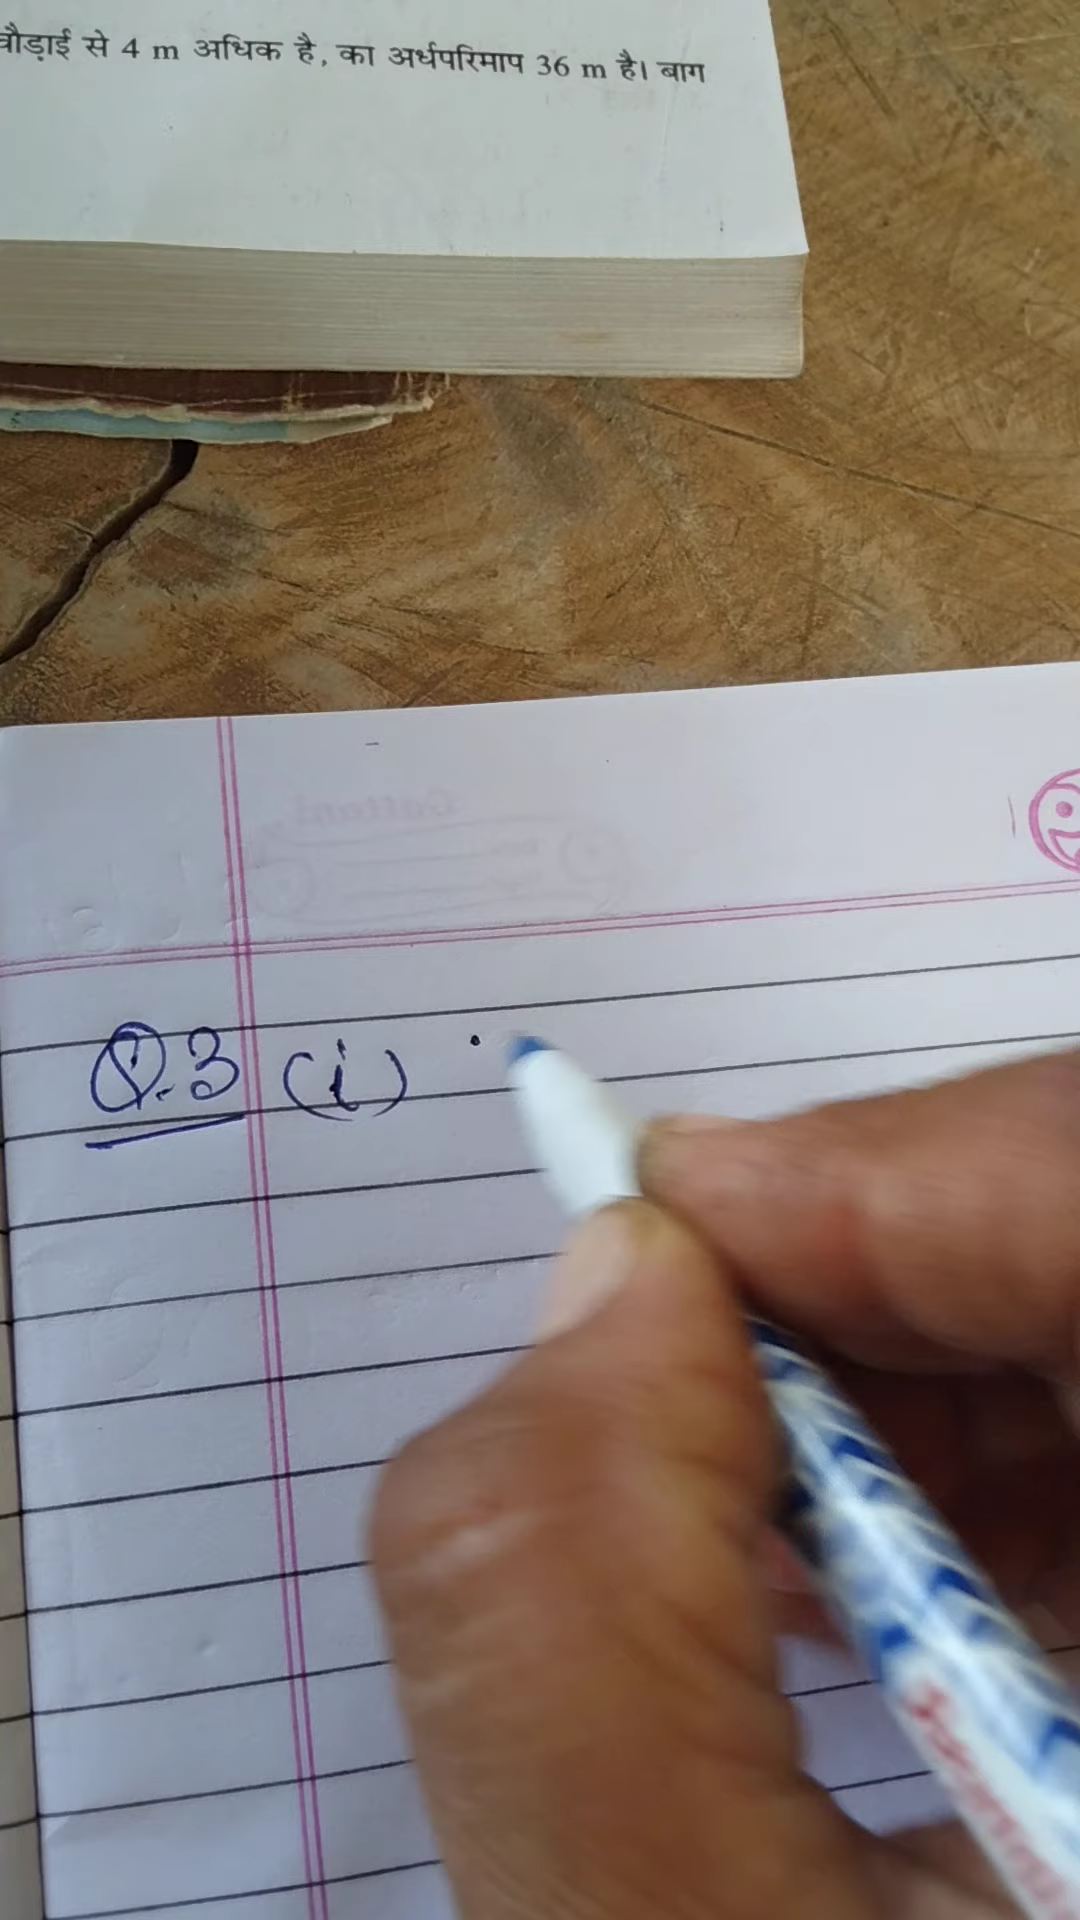 चौड़ाई से 4 m अधिक है, का अर्धपरिमाप 36 m है। बाग
Q.3 (i)